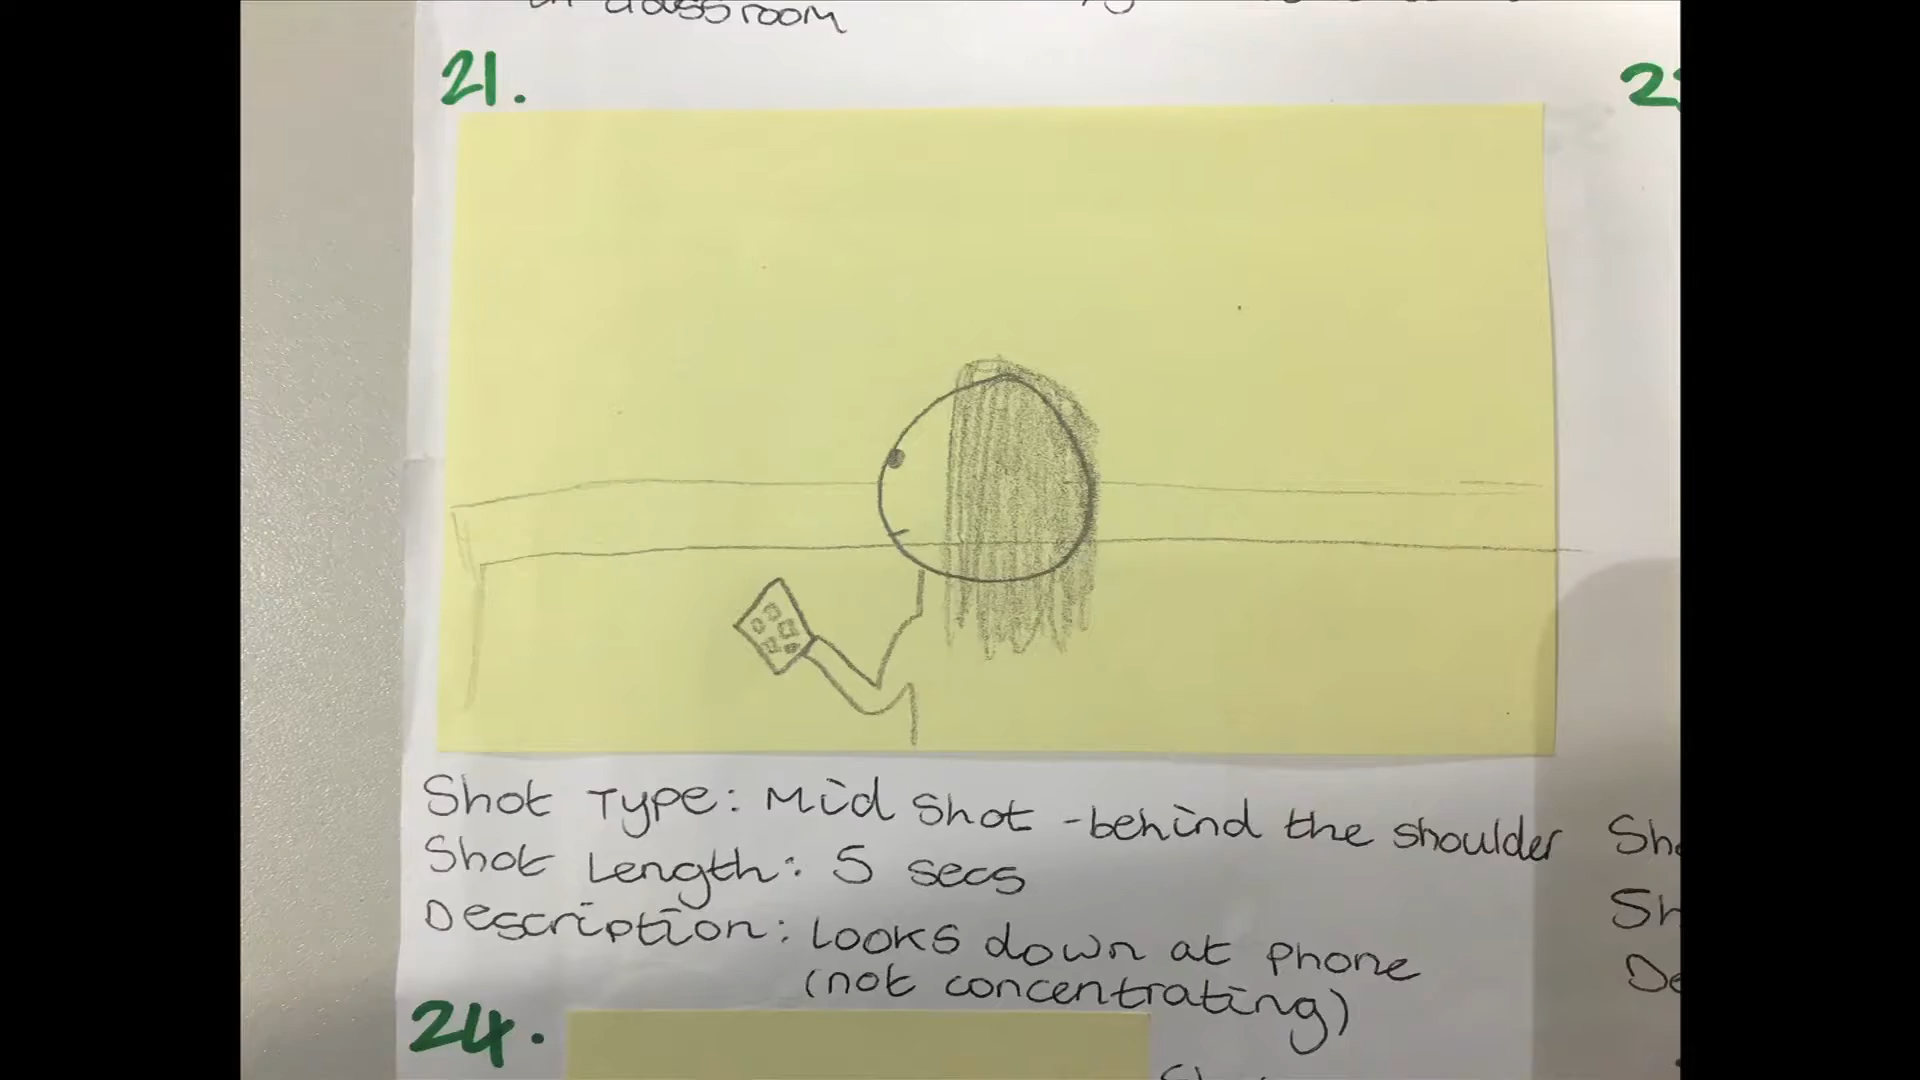 classroom
21.
Shot Type: Mid Shot - behind the shoulder
Shot Length: 5 secs
Description: Looks down at phone
(not concentrating)
24.